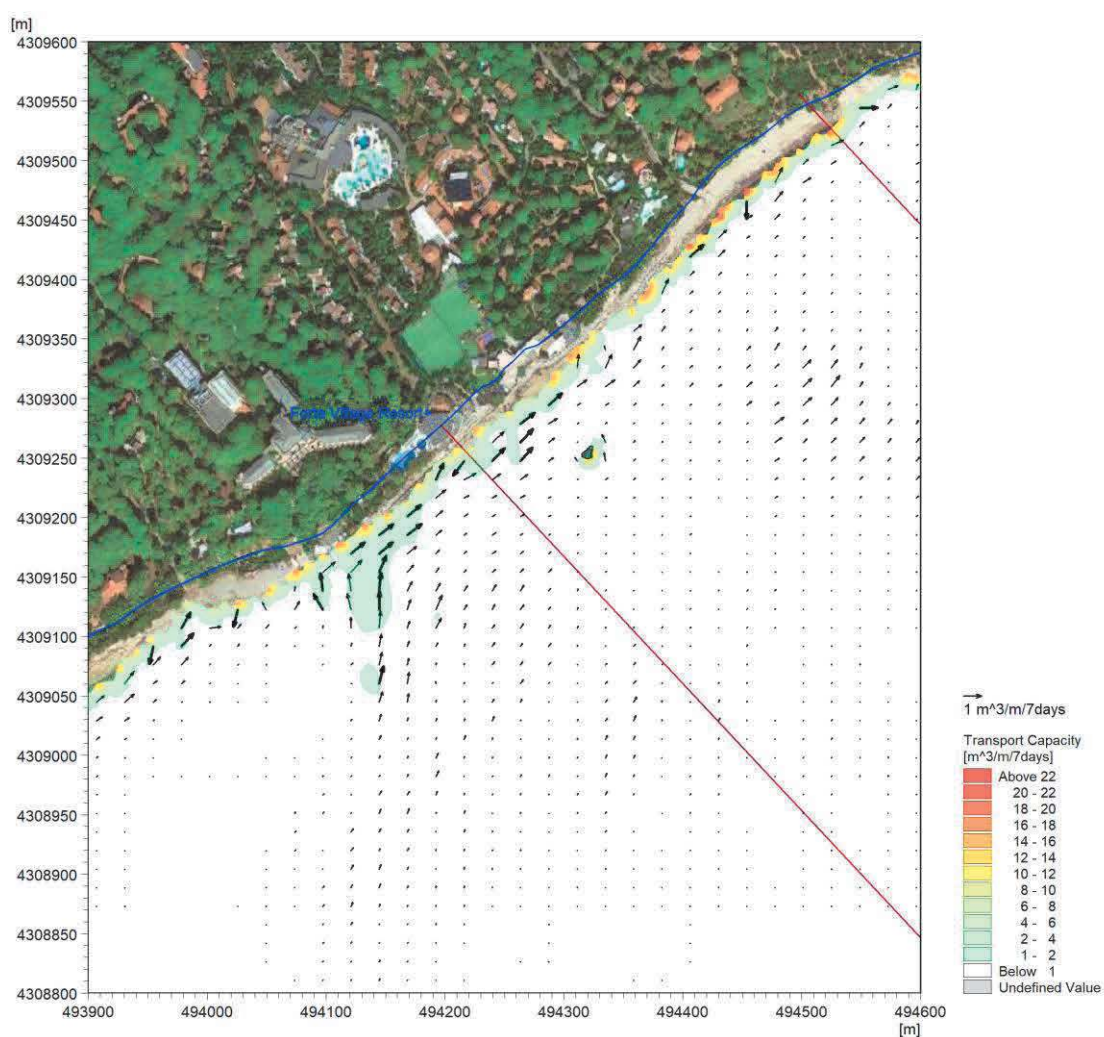 [m]
4309600
4309550
4309500
4309450
4309400
4309350
4309300
4309250
4309200
4309150
4309100
4309050
4309000
4308950
4308900
4308850
4308800
493900 494000 494100 494200 494300 494400 494500 494600
[m]
Forte Village Resort
1 m^3/m/7days
Transport Capacity
[m^3/m/7days]
Above 22
20 - 22
18 - 20
16 - 18
14 - 16
12 - 14
10 - 12
8 - 10
6 - 8
4 - 6
2 - 4
1 - 2
Below 1
Undefined Value